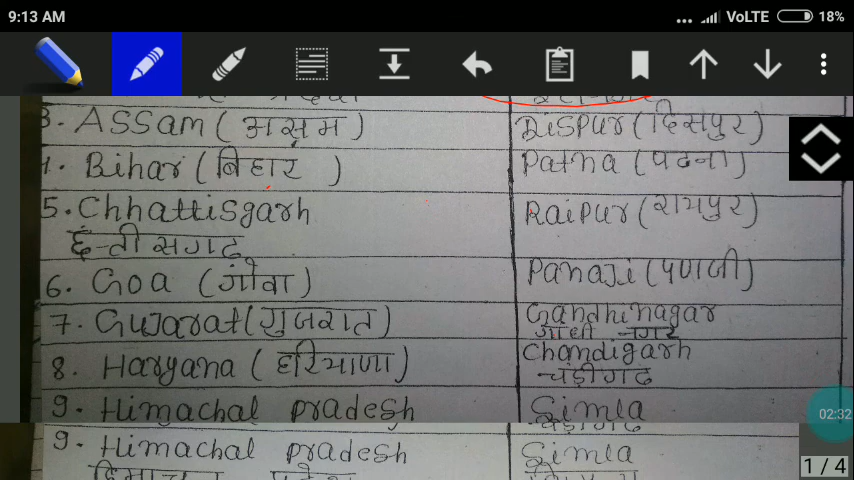 9:13 AM
... VoLTE 18%
3. ASSam (असम) DiSPUR (दिसपुर)
4. Bihar (बिहार) Patna (पटना)
5. Chhattisgarh RaiPUR (रायपुर)
6. Goa (गोवा) PanaJi (पणजी)
7. GuJarat (गुजरात) Gandhinagar
8. Haryana (हरियाणा) Chandigarh
चंडीगढ
9. Himachal pradesh Simla
02:32
9. Himachal pradesh Simla
1/4